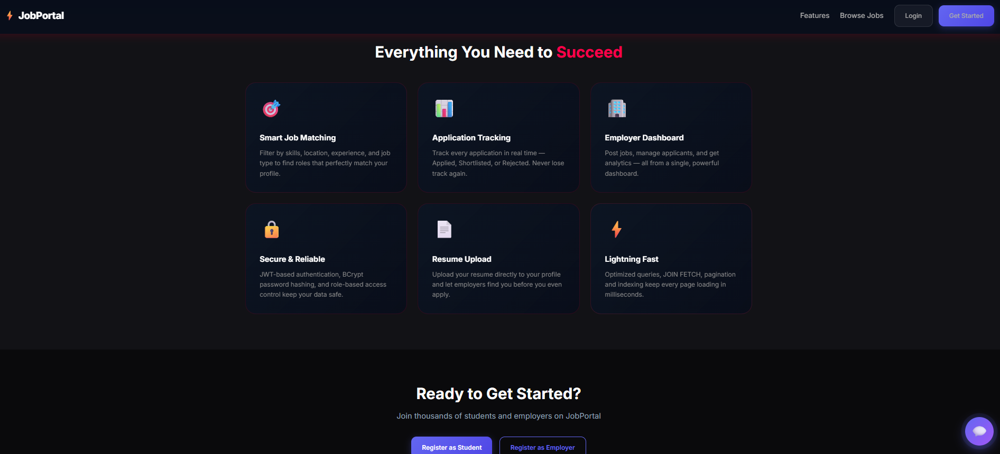 JobPortal
Features
Browse Jobs
Login
Get Started
Everything You Need to Succeed
Smart Job Matching
Filter by skills, location, experience, and job
type to find roles that perfectly match your
profile.
Application Tracking
Track every application in real time —
Applied, Shortlisted, or Rejected. Never lose
track again.
Employer Dashboard
Post jobs, manage applicants, and get
analytics — all from a single, powerful
dashboard.
Secure & Reliable
JWT-based authentication, BCrypt
password hashing, and role-based access
control keep your data safe.
Resume Upload
Upload your resume directly to your profile
and let employers find you before you even
apply.
Lightning Fast
Optimized queries, JOIN FETCH, pagination
and indexing keep every page loading in
milliseconds.
Ready to Get Started?
Join thousands of students and employers on JobPortal
Register as Student
Register as Employer